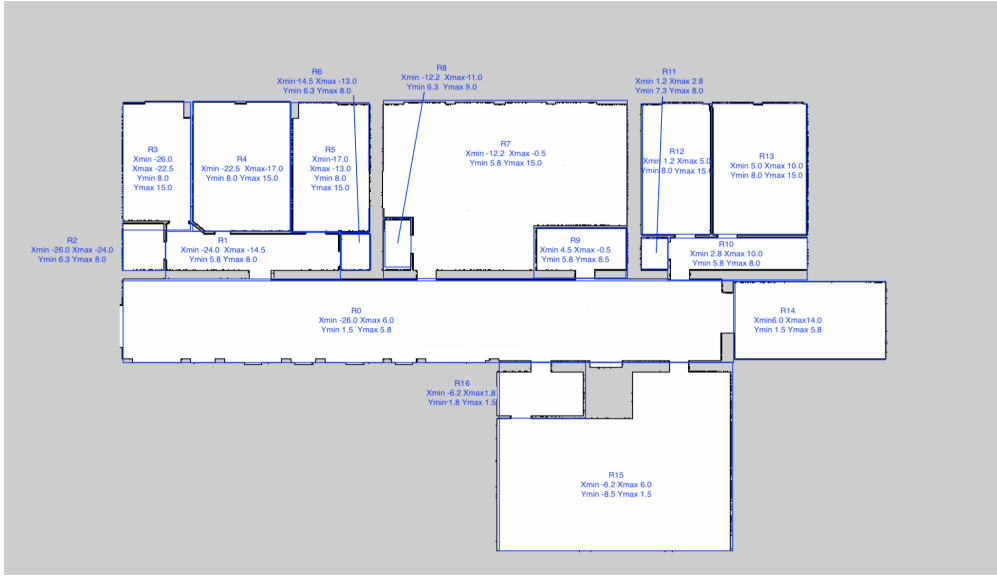 R6
Xmin-14.5 Xmax -13.0
Ymin 6.3 Ymax 8.0
R8
Xmin -12.2 Xmax-11.0
Ymin 6.3 Ymax 9.0
R11
Xmin 1.2 Xmax 2.8
Ymin 7.3 Ymax 8.0
R3
Xmin -26.0
Xmax -22.5
Ymin 8.0
Ymax 15.0
R4
Xmin -22.5 Xmax-17.0
Ymin 8.0 Ymax 15.0
R5
Xmin-17.0
Xmax -13.0
Ymin 8.0
Ymax 15.0
R7
Xmin -12.2 Xmax -0.5
Ymin 5.8 Ymax 15.0
R12
Xmin 1.2 Xmax 5.0
Ymin 8.0 Ymax 15.0
R13
Xmin 5.0 Xmax 10.0
Ymin 8.0 Ymax 15.0
R2
Xmin -26.0 Xmax -24.0
Ymin 6.3 Ymax 8.0
R1
Xmin -24.0 Xmax -14.5
Ymin 5.8 Ymax 8.0
R9
Xmin 4.5 Xmax -0.5
Ymin 5.8 Ymax 8.5
R10
Xmin 2.8 Xmax 10.0
Ymin 5.8 Ymax 8.0
R0
Xmin -26.0 Xmax 6.0
Ymin 1.5 Ymax 5.8
R14
Xmin6.0 Xmax14.0
Ymin 1.5 Ymax 5.8
R16
Xmin -6.2 Xmax1.8
Ymin-1.8 Ymax 1.5
R15
Xmin -6.2 Xmax 6.0
Ymin -8.5 Ymax 1.5